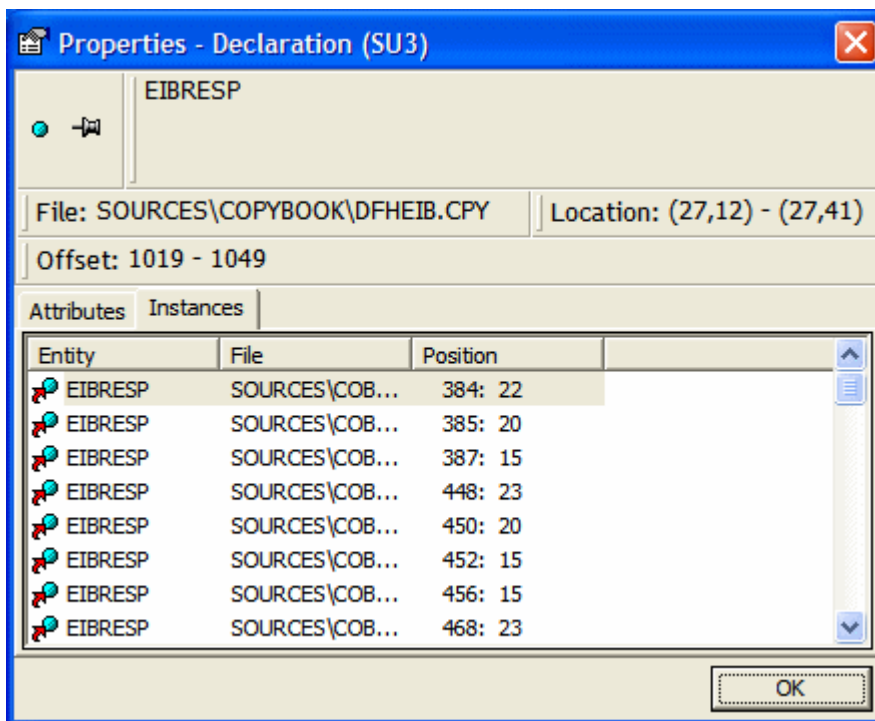 Properties - Declaration (SU3)
EIBRESP
File: SOURCES\COPYBOOK\DFHEIB.CPY Location: (27,12) - (27,41)
Offset: 1019 - 1049
Attributes Instances
Entity File Position
EIBRESP SOURCES\COB... 384: 22
EIBRESP SOURCES\COB... 385: 20
EIBRESP SOURCES\COB... 387: 15
EIBRESP SOURCES\COB... 448: 23
EIBRESP SOURCES\COB... 450: 20
EIBRESP SOURCES\COB... 452: 15
EIBRESP SOURCES\COB... 456: 15
EIBRESP SOURCES\COB... 468: 23
OK